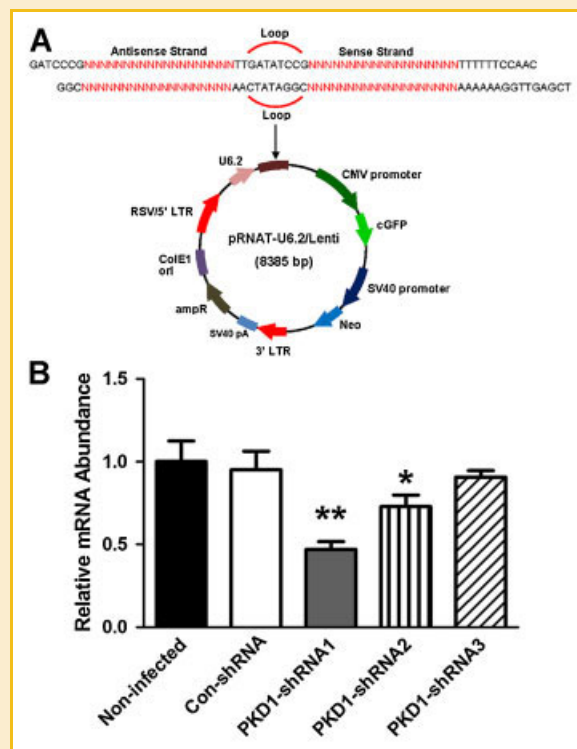 A
Loop
Antisense Strand
Sense Strand
GATCCCGNNNNNNNNNNNNNNNNNNNTTGATATCCGNNNNNNNNNNNNNNNNNNNTTTTTTCCAAC
GGCNNNNNNNNNNNNNNNNNNNAACTATAGGCNNNNNNNNNNNNNNNNNNNAAAAAAGGTTGAGCT
Loop
U6.2
CMV promoter
RSV/5' LTR
cGFP
pRNAT-U6.2/Lenti
(8385 bp)
ColE1
orI
SV40 promoter
ampR
Neo
SV40 pA
3' LTR
B
Relative mRNA Abundance
1.5
1.0
0.5
0.0
**
*
Non-infected
Con-shRNA
PKD1-shRNA1
PKD1-shRNA2
PKD1-shRNA3